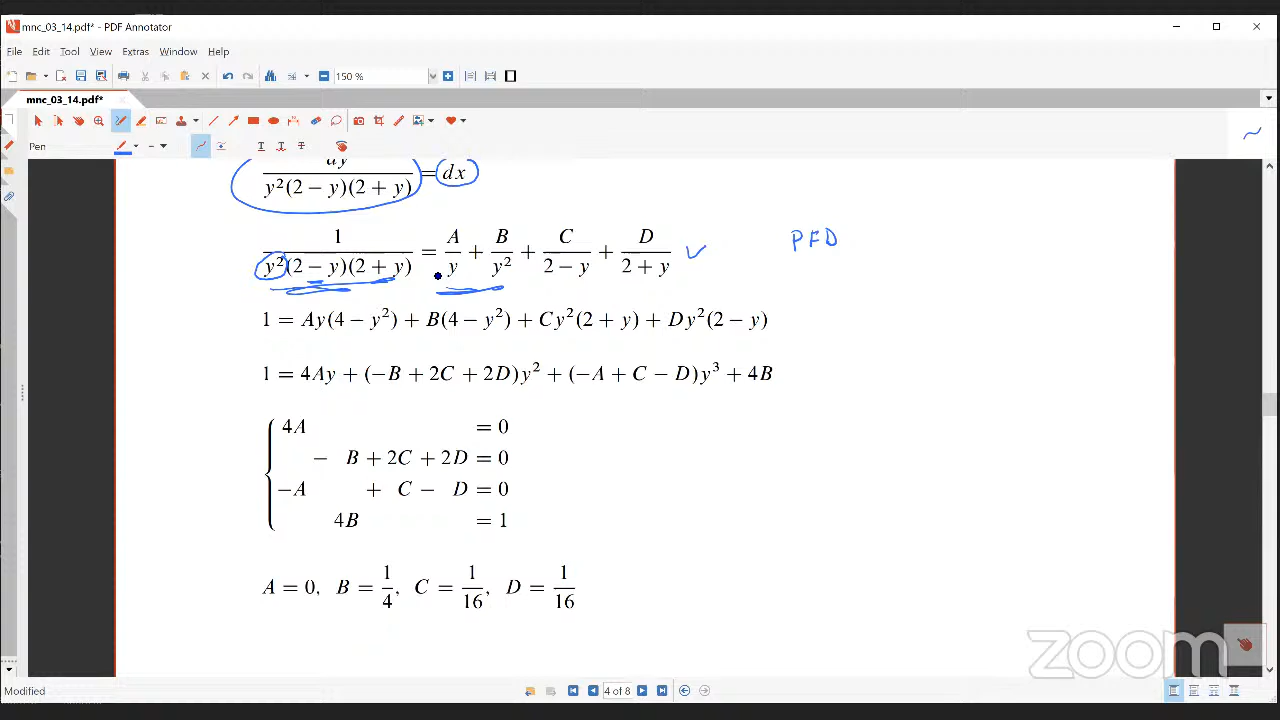 mnc_03_14.pdf* - PDF Annotator
File Edit Tool View Extras Window Help
150 %
mnc_03_14.pdf*
Pen
dy
y²(2 − y)(2 + y) = dx
1/(y²(2 − y)(2 + y)) = A/y + B/y² + C/(2 − y) + D/(2 + y) ✓ PFD
1 = Ay(4 − y²) + B(4 − y²) + Cy²(2 + y) + Dy²(2 − y)
1 = 4Ay + (−B + 2C + 2D)y² + (−A + C − D)y³ + 4B
4A = 0
− B + 2C + 2D = 0
−A + C − D = 0
4B = 1
A = 0, B = 1/4, C = 1/16, D = 1/16
zoom
Modified 4 of 8